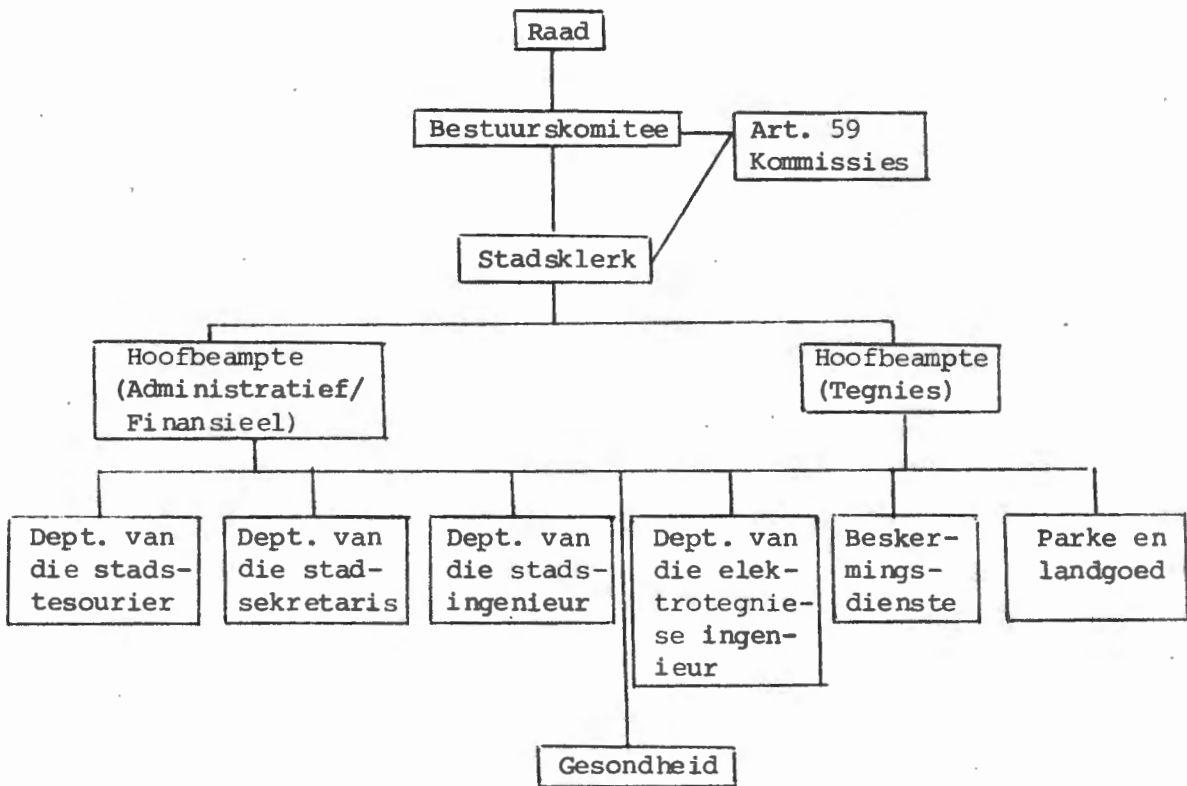 Raad
Bestuurskomitee
Art. 59
Kommissies
Stadsklerk
Hoofbeampte
(Administratief/
Finansieel)
Hoofbeampte
(Tegnies)
Dept. van
die stads-
tesourier
Dept. van
die stad-
sekretaris
Dept. van
die stads-
ingenieur
Dept. van
die elek-
trotegnie-
se ingen-
ieur
Besker-
mings-
dienste
Parke en
landgoed
Gesondheid